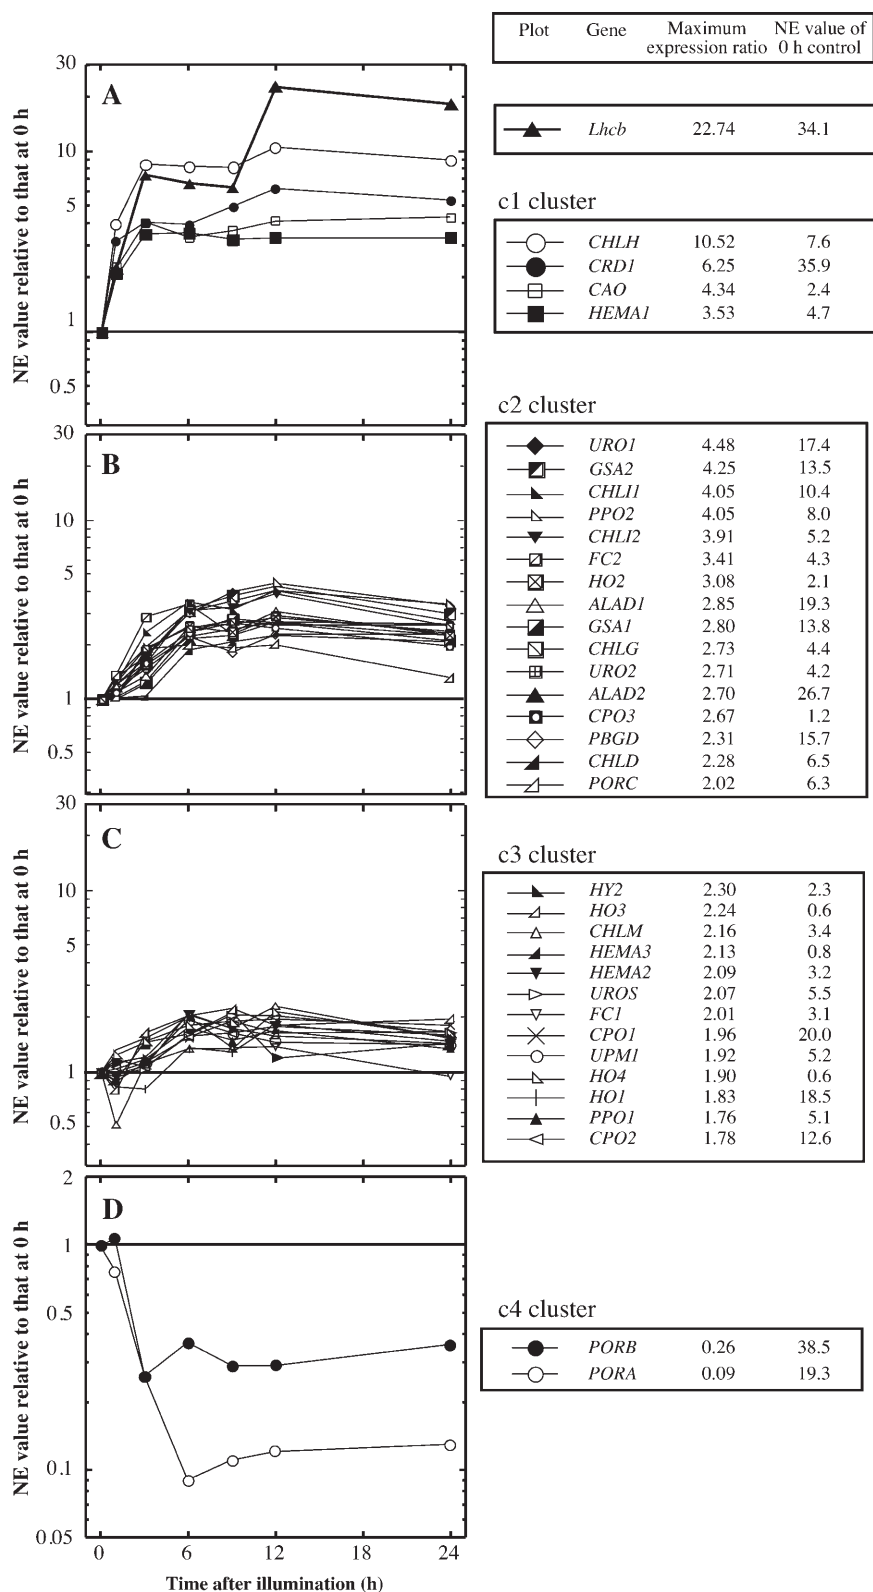 Plot Gene Maximum expression ratio NE value of 0 h control
A
NE value relative to that at 0 h
30
10
5
1
0.5
Lhcb 22.74 34.1
c1 cluster
CHLH 10.52 7.6
CRD1 6.25 35.9
CAO 4.34 2.4
HEMA1 3.53 4.7
B
NE value relative to that at 0 h
30
10
5
1
0.5
c2 cluster
URO1 4.48 17.4
GSA2 4.25 13.5
CHLI1 4.05 10.4
PPO2 4.05 8.0
CHLI2 3.91 5.2
FC2 3.41 4.3
HO2 3.08 2.1
ALAD1 2.85 19.3
GSA1 2.80 13.8
CHLG 2.73 4.4
URO2 2.71 4.2
ALAD2 2.70 26.7
CPO3 2.67 1.2
PBGD 2.31 15.7
CHLD 2.28 6.5
PORC 2.02 6.3
C
NE value relative to that at 0 h
30
10
5
1
0.5
c3 cluster
HY2 2.30 2.3
HO3 2.24 0.6
CHLM 2.16 3.4
HEMA3 2.13 0.8
HEMA2 2.09 3.2
UROS 2.07 5.5
FC1 2.01 3.1
CPO1 1.96 20.0
UPM1 1.92 5.2
HO4 1.90 0.6
HO1 1.83 18.5
PPO1 1.76 5.1
CPO2 1.78 12.6
D
NE value relative to that at 0 h
2
1
0.5
0.1
0.05
c4 cluster
PORB 0.26 38.5
PORA 0.09 19.3
0 6 12 18 24
Time after illumination (h)